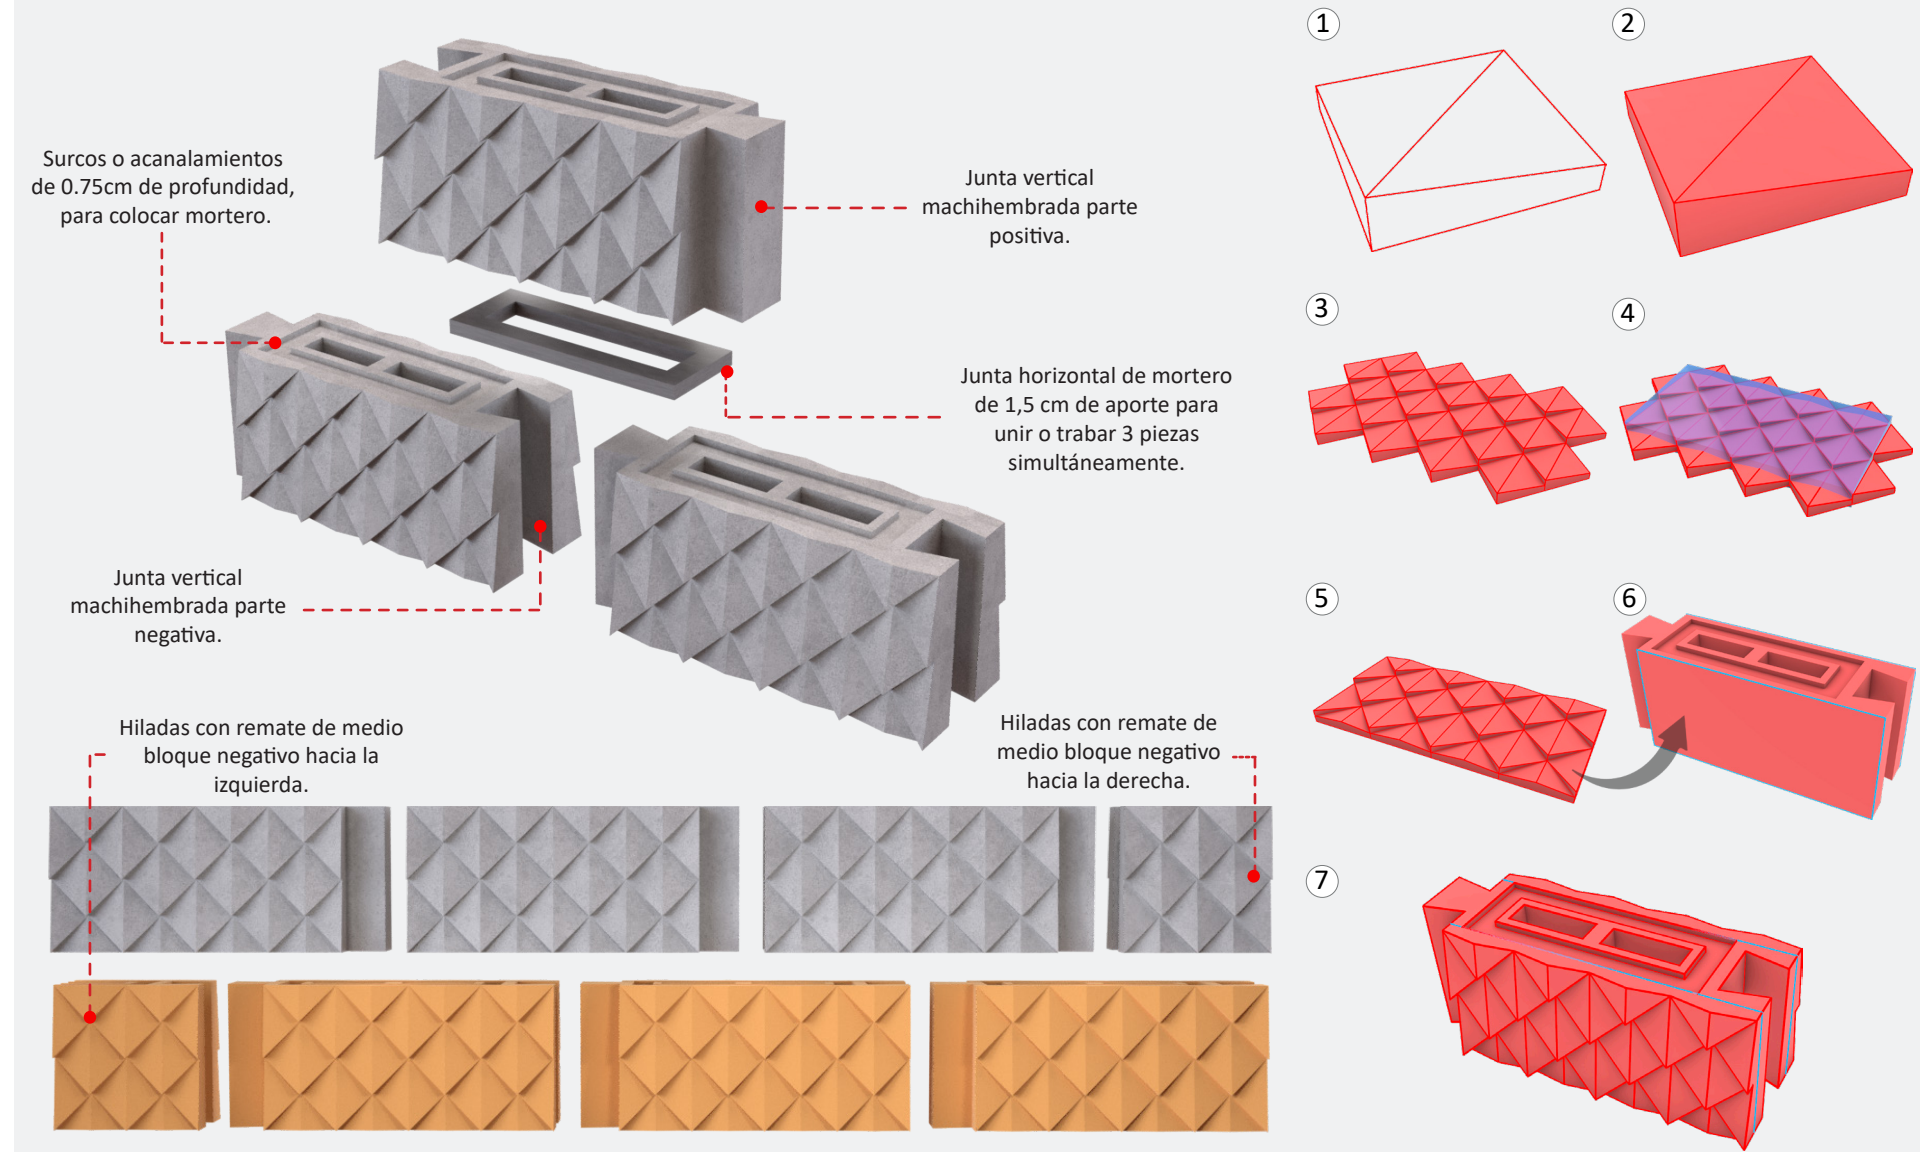 Surcos o acanalamientos
de 0.75cm de profundidad,
para colocar mortero.
Junta vertical
machihembrada parte
positiva.
Junta horizontal de mortero
de 1,5 cm de aporte para
unir o trabar 3 piezas
simultáneamente.
Junta vertical
machihembrada parte
negativa.
Hiladas con remate de medio
bloque negativo hacia la
izquierda.
Hiladas con remate de
medio bloque negativo
hacia la derecha.
1
2
3
4
5
6
7